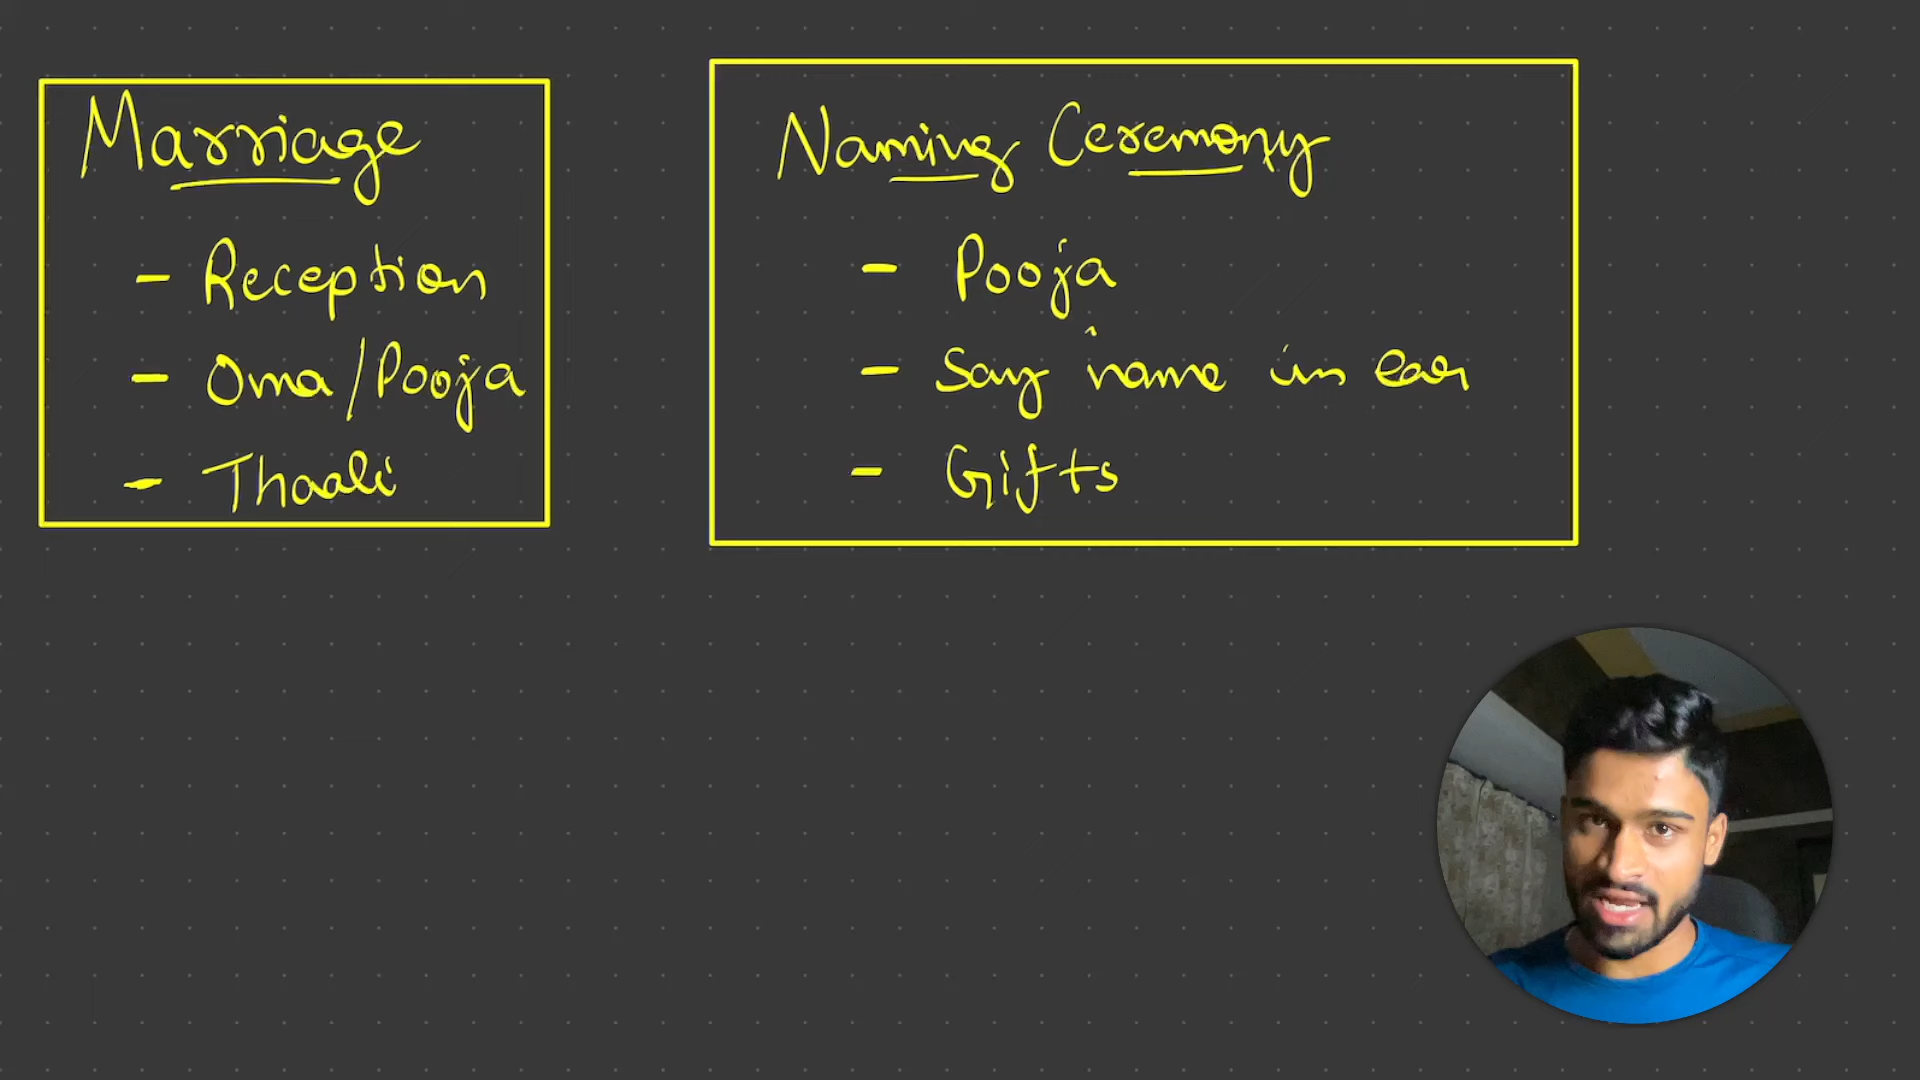 Marriage
- Reception
- Oma/Pooja
- Thaali
Naming Ceremony
- Pooja
- Say name in ear
- Gifts